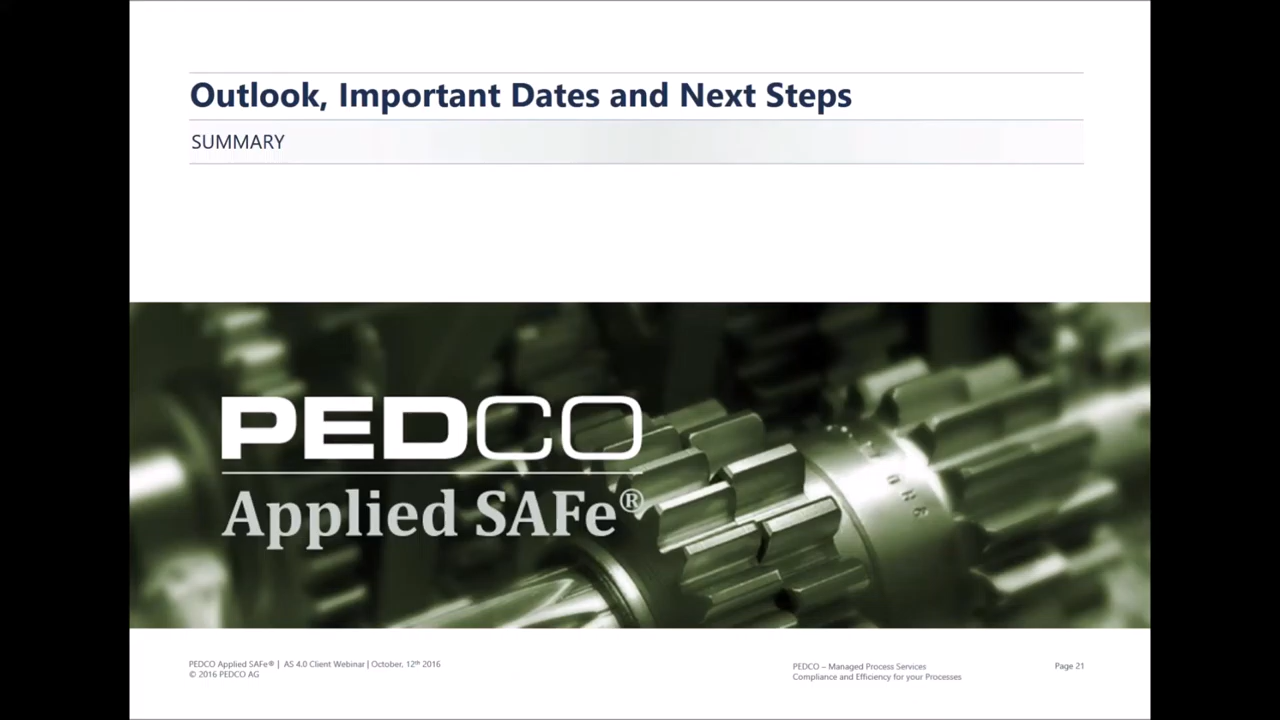 Outlook, Important Dates and Next Steps
SUMMARY
PEDCO
Applied SAFe®
PEDCO Applied SAFe® | AS 4.0 Client Webinar | October, 12th 2016
© 2016 PEDCO AG
PEDCO – Managed Process Services
Compliance and Efficiency for your Processes
Page 21